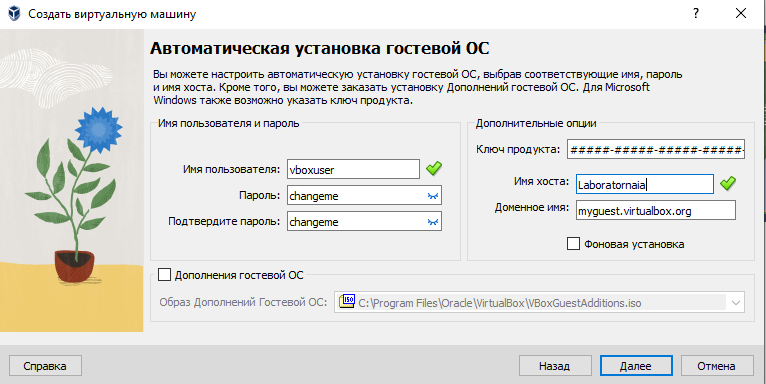 Создать виртуальную машину
?
Автоматическая установка гостевой ОС
Вы можете настроить автоматическую установку гостевой ОС, выбрав соответствующие имя, пароль
и имя хоста. Кроме того, вы можете заказать установку Дополнений гостевой ОС. Для Microsoft
Windows также возможно указать ключ продукта.
Имя пользователя и пароль
Имя пользователя: vboxuser
Пароль: changeme
Подтвердите пароль: changeme
Дополнительные опции
Ключ продукта: #####-#####-#####-#####-
Имя хоста: Laboratornaia
Доменное имя: myguest.virtualbox.org
Фоновая установка
Дополнения гостевой ОС
Образ Дополнений Гостевой ОС: ISO C:\Program Files\Oracle\VirtualBox\VBoxGuestAdditions.iso
Справка Назад Далее Отмена